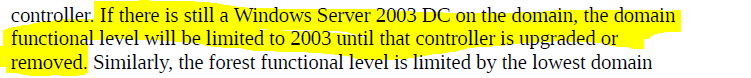 controller. If there is still a Windows Server 2003 DC on the domain, the domain
functional level will be limited to 2003 until that controller is upgraded or
removed. Similarly, the forest functional level is limited by the lowest domain